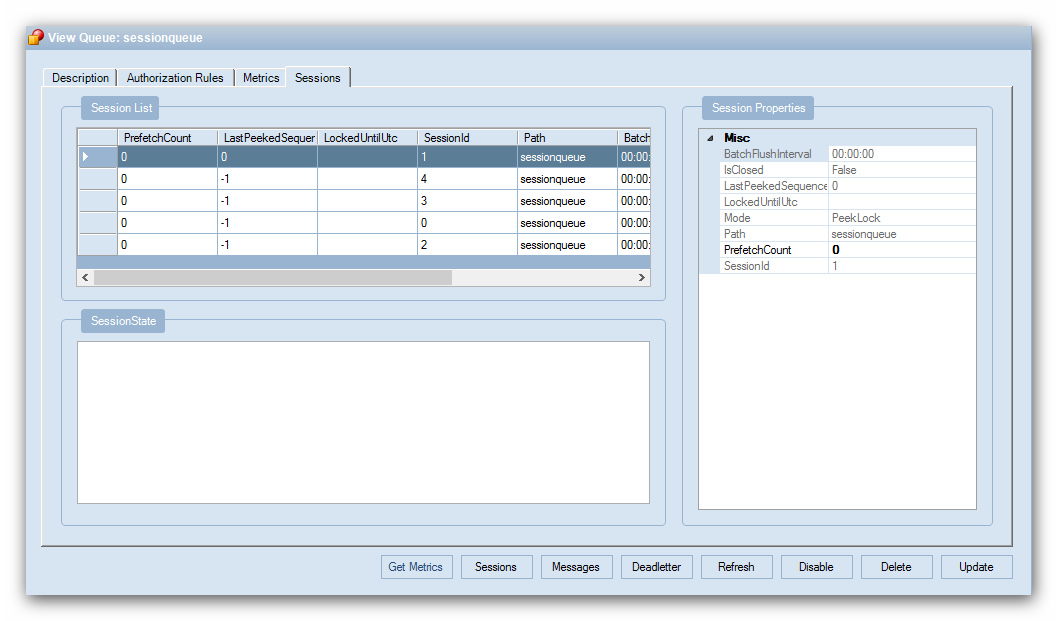 View Queue: sessionqueue
Description Authorization Rules Metrics Sessions
Session List
PrefetchCount LastPeekedSequer LockedUntilUtc SessionId Path Batch
0 0 1 sessionqueue 00:00:
0 -1 4 sessionqueue 00:00:
0 -1 3 sessionqueue 00:00:
0 -1 0 sessionqueue 00:00:
0 -1 2 sessionqueue 00:00:
SessionState
Session Properties
Misc
BatchFlushInterval 00:00:00
IsClosed False
LastPeekedSequence 0
LockedUntilUtc
Mode PeekLock
Path sessionqueue
PrefetchCount 0
SessionId 1
Get Metrics Sessions Messages Deadletter Refresh Disable Delete Update